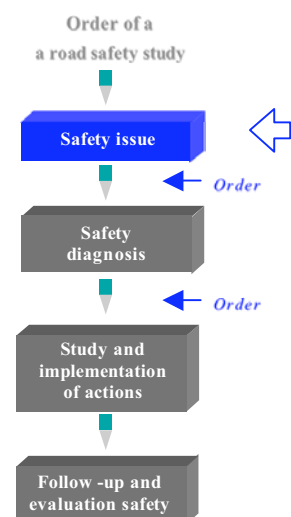 Order of a
a road safety study
Safety issue
Order
Safety
diagnosis
Order
Study and
implementation
of actions
Follow -up and
evaluation safety